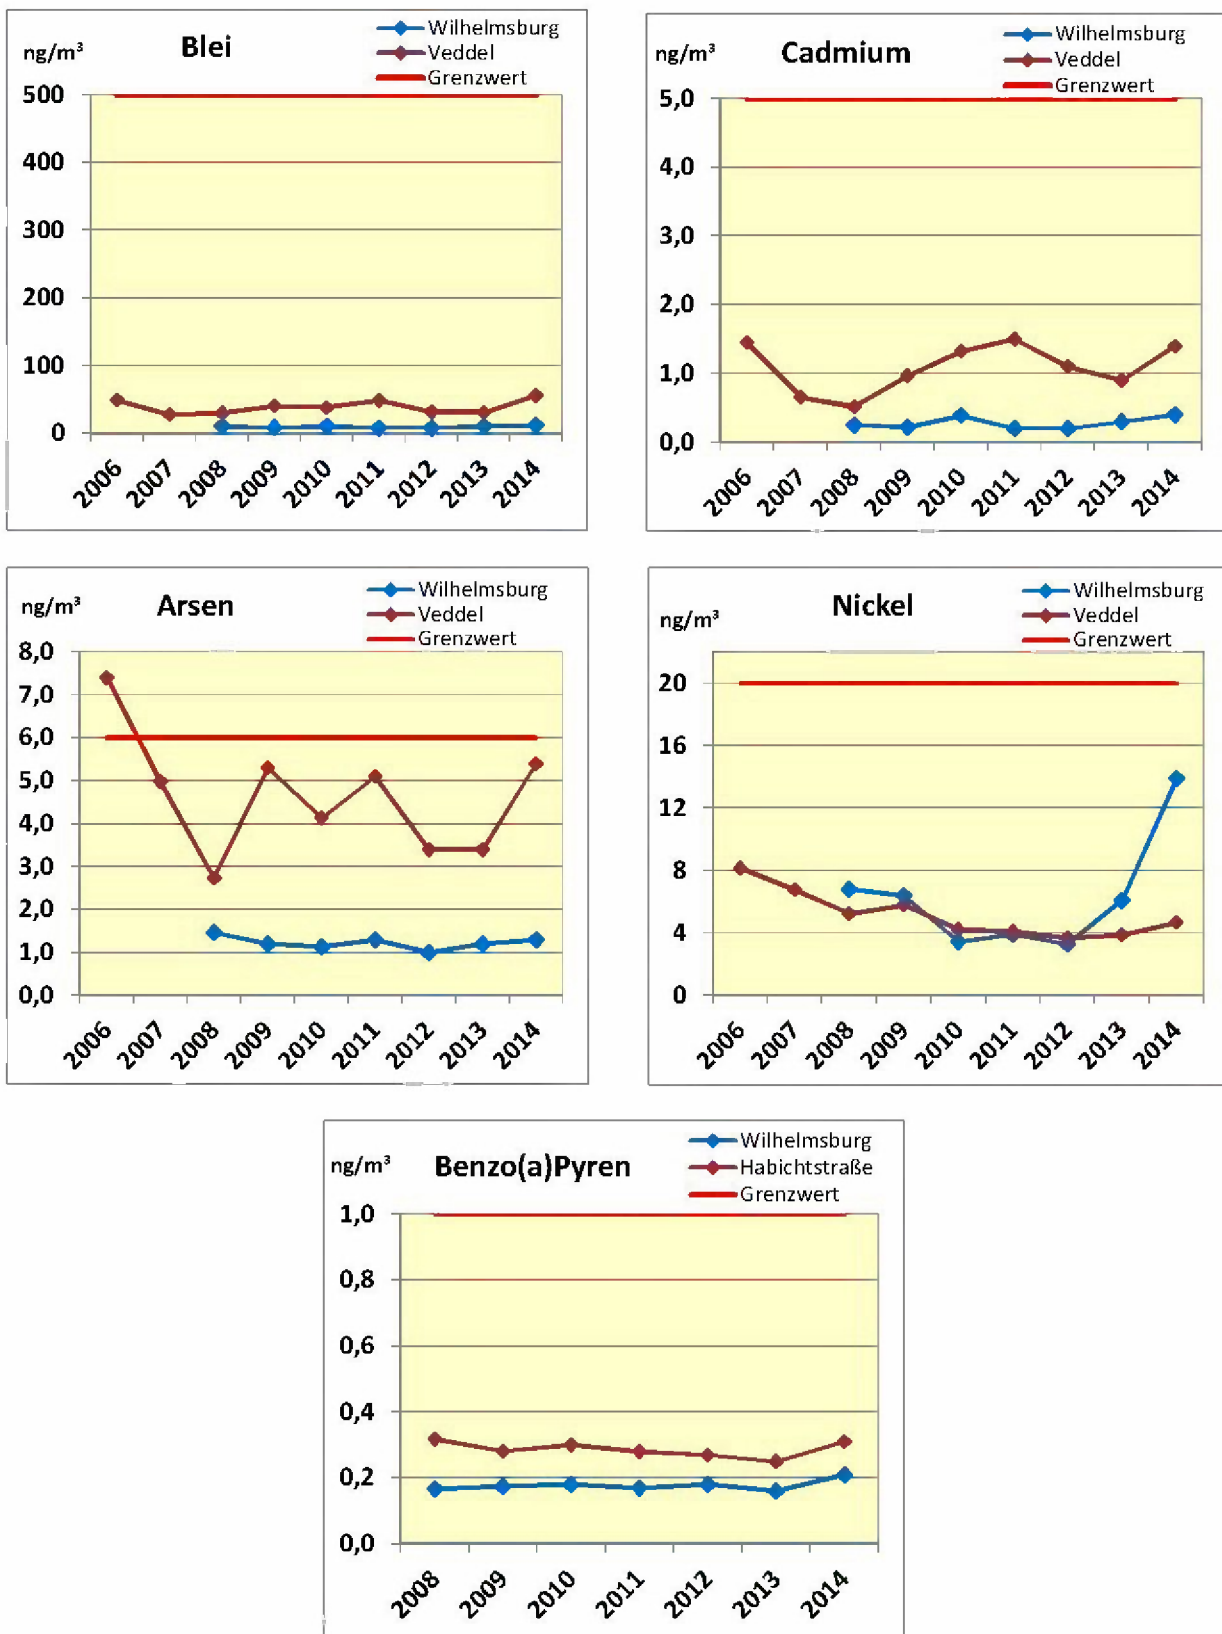 Blei
ng/m³
Wilhelmsburg
Veddel
Grenzwert
500
400
300
200
100
0
2006 2007 2008 2009 2010 2011 2012 2013 2014
Cadmium
ng/m³
Wilhelmsburg
Veddel
Grenzwert
5,0
4,0
3,0
2,0
1,0
0,0
2006 2007 2008 2009 2010 2011 2012 2013 2014
Arsen
ng/m³
Wilhelmsburg
Veddel
Grenzwert
8,0
7,0
6,0
5,0
4,0
3,0
2,0
1,0
0,0
2006 2007 2008 2009 2010 2011 2012 2013 2014
Nickel
ng/m³
Wilhelmsburg
Veddel
Grenzwert
20
16
12
8
4
0
2006 2007 2008 2009 2010 2011 2012 2013 2014
Benzo(a)Pyren
ng/m³
Wilhelmsburg
Habichtstraße
Grenzwert
1,0
0,8
0,6
0,4
0,2
0,0
2008 2009 2010 2011 2012 2013 2014